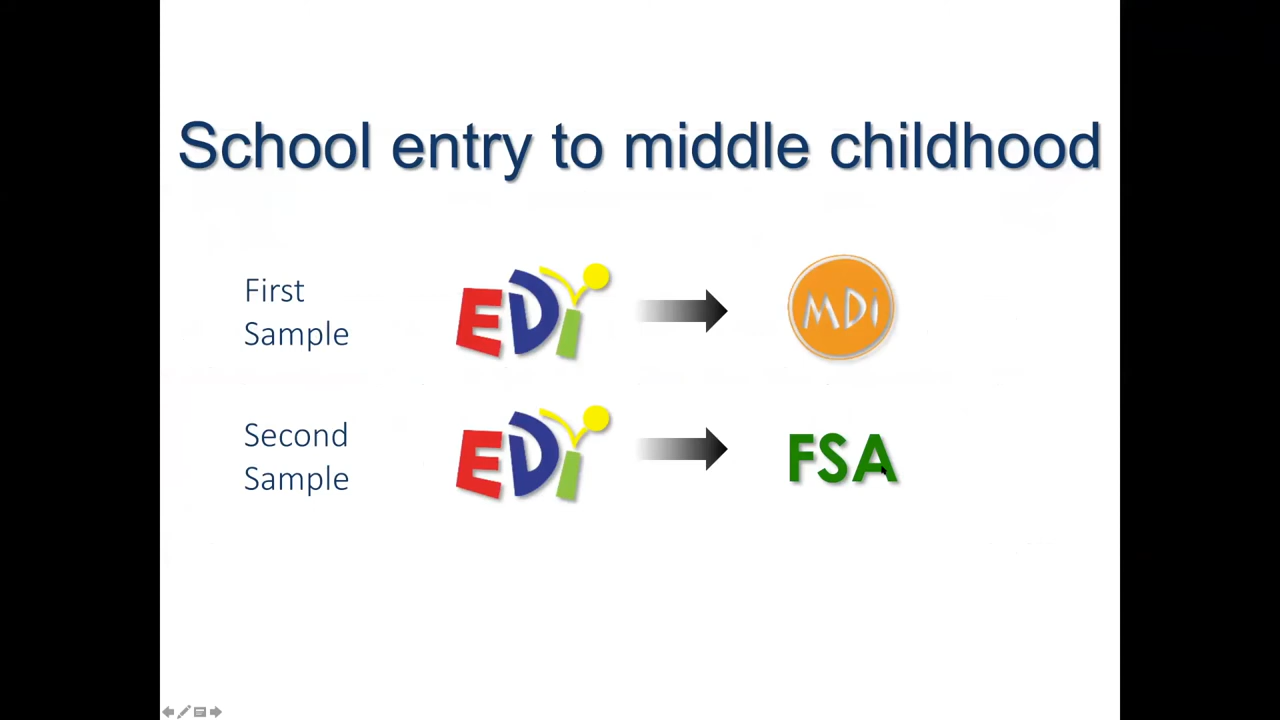 School entry to middle childhood
First
Sample
EDi
MDi
Second
Sample
EDi
FSA